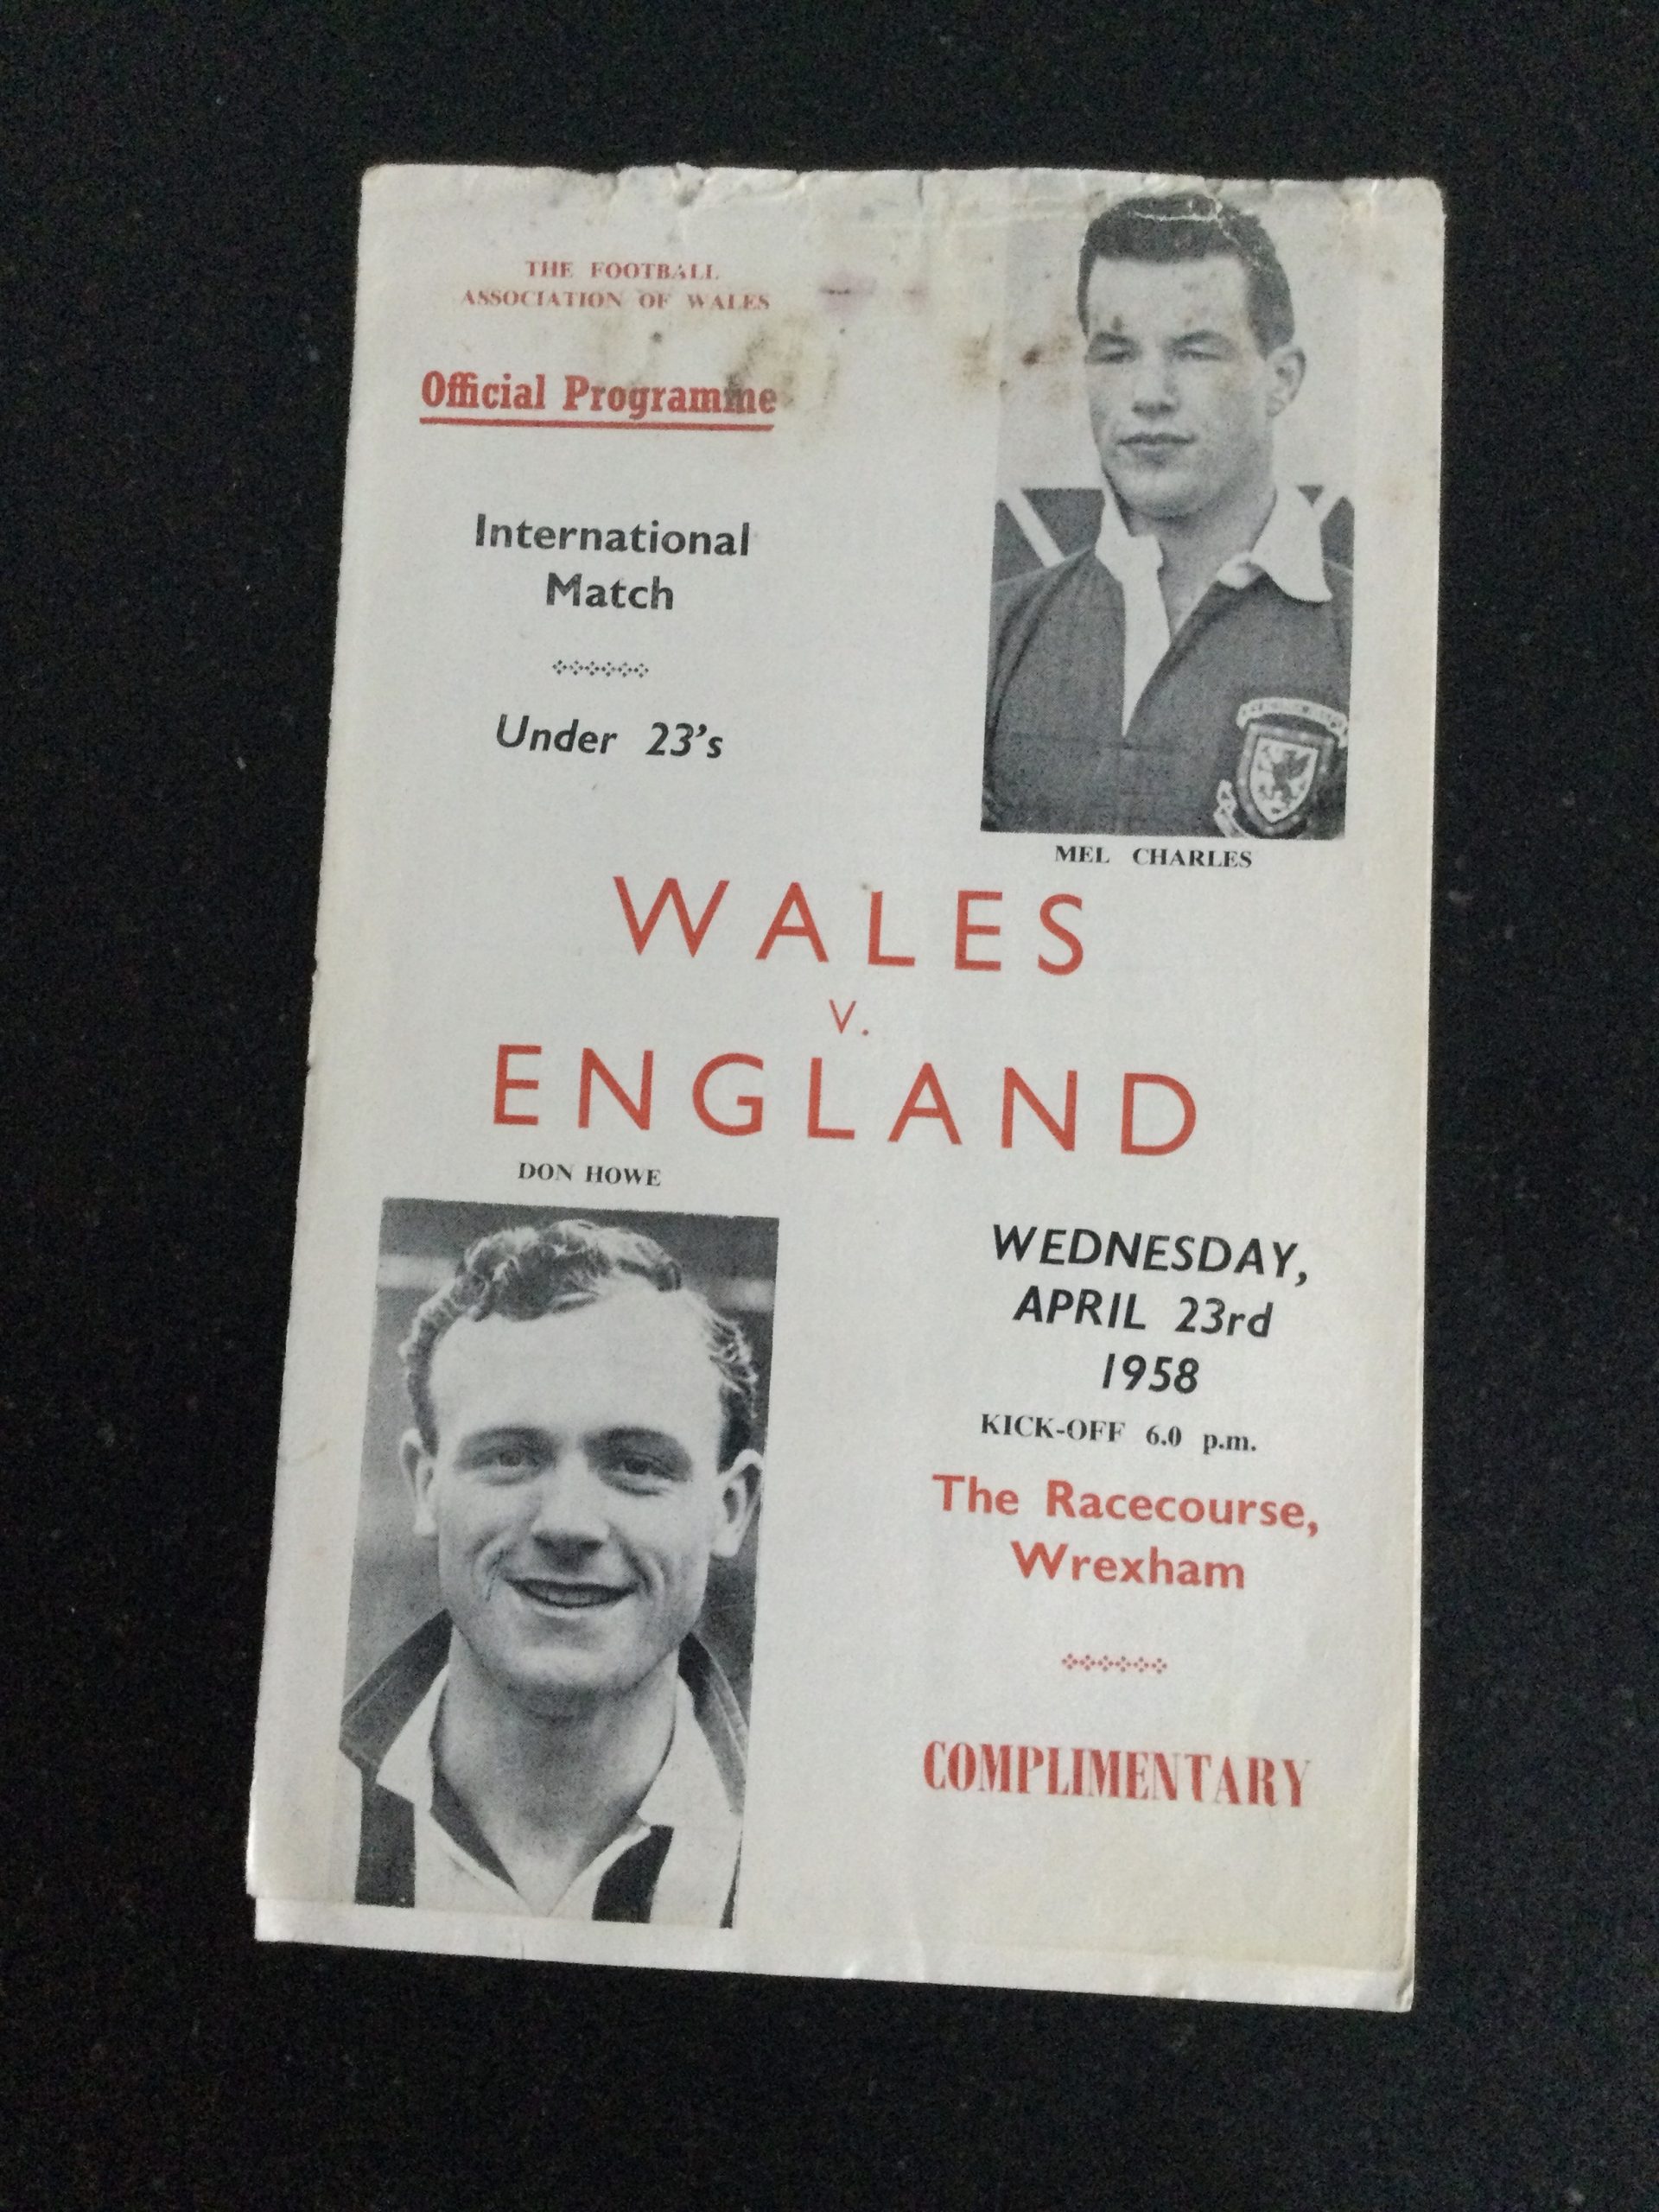 THE FOOTBALL
ASSOCIATION OF WALES
Official Programme
International
Match
Under 23's
MEL CHARLES
WALES
v.
ENGLAND
DON HOWE
WEDNESDAY,
APRIL 23rd
1958
KICK-OFF 6.0 p.m.
The Racecourse,
Wrexham
COMPLIMENTARY